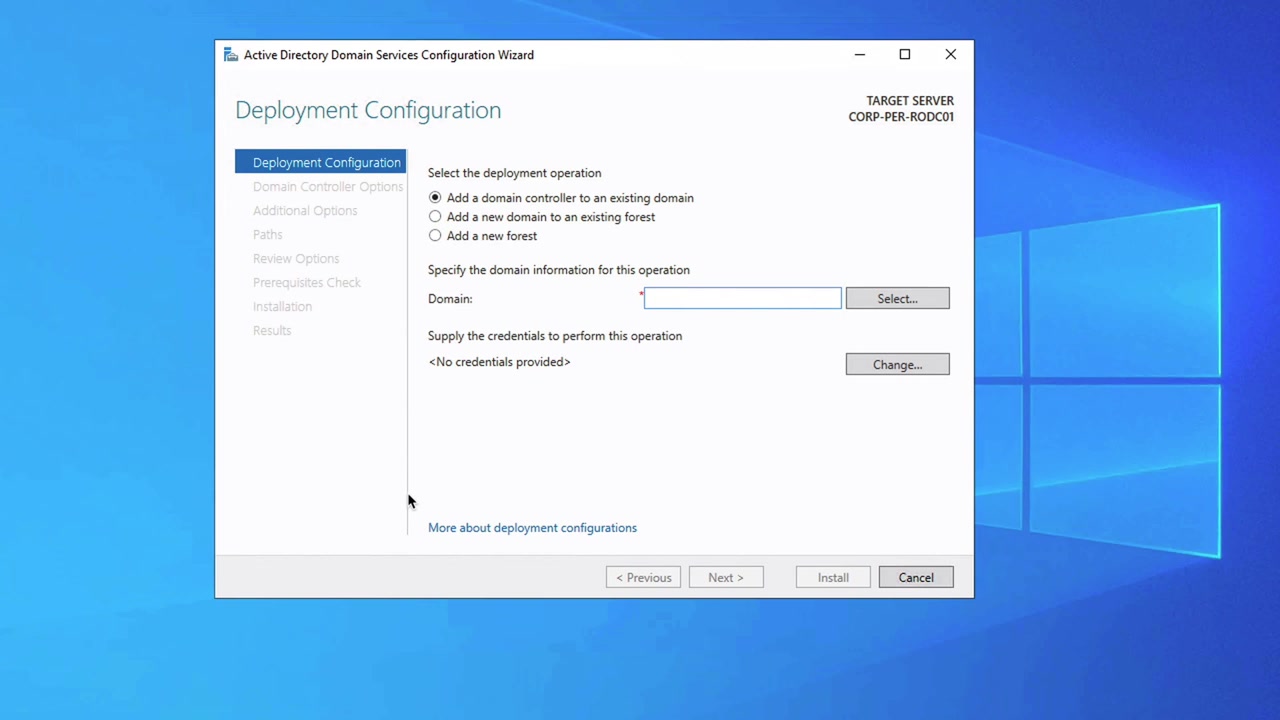 Active Directory Domain Services Configuration Wizard
Deployment Configuration
TARGET SERVER
CORP-PER-RODC01
Deployment Configuration
Domain Controller Options
Additional Options
Paths
Review Options
Prerequisites Check
Installation
Results
Select the deployment operation
Add a domain controller to an existing domain
Add a new domain to an existing forest
Add a new forest
Specify the domain information for this operation
Domain: * Select...
Supply the credentials to perform this operation
<No credentials provided> Change...
More about deployment configurations
< Previous Next > Install Cancel